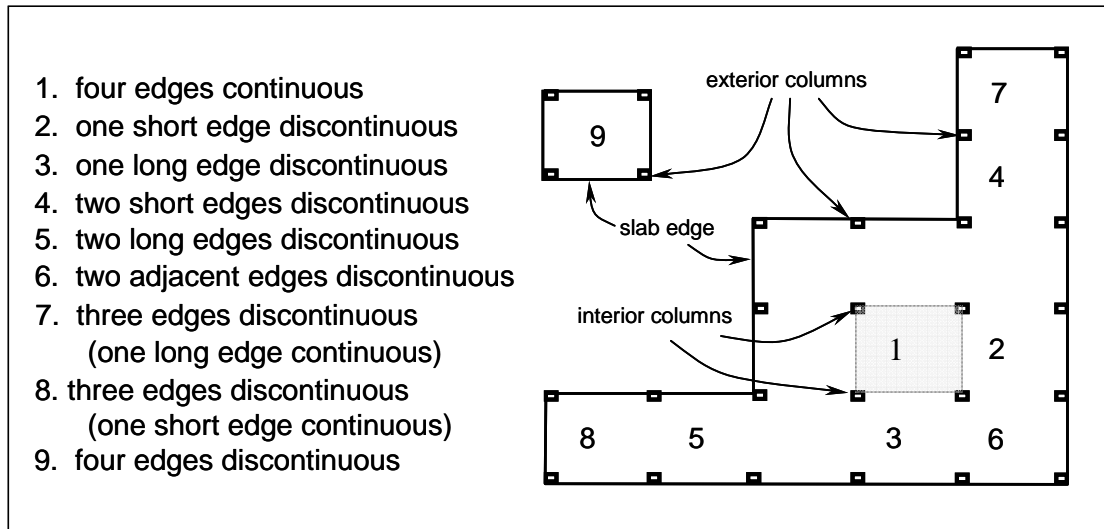 1. four edges continuous
2. one short edge discontinuous
3. one long edge discontinuous
4. two short edges discontinuous
5. two long edges discontinuous
6. two adjacent edges discontinuous
7. three edges discontinuous
(one long edge continuous)
8. three edges discontinuous
(one short edge continuous)
9. four edges discontinuous
exterior columns
7
9
4
slab edge
interior columns
1
2
8
5
3
6